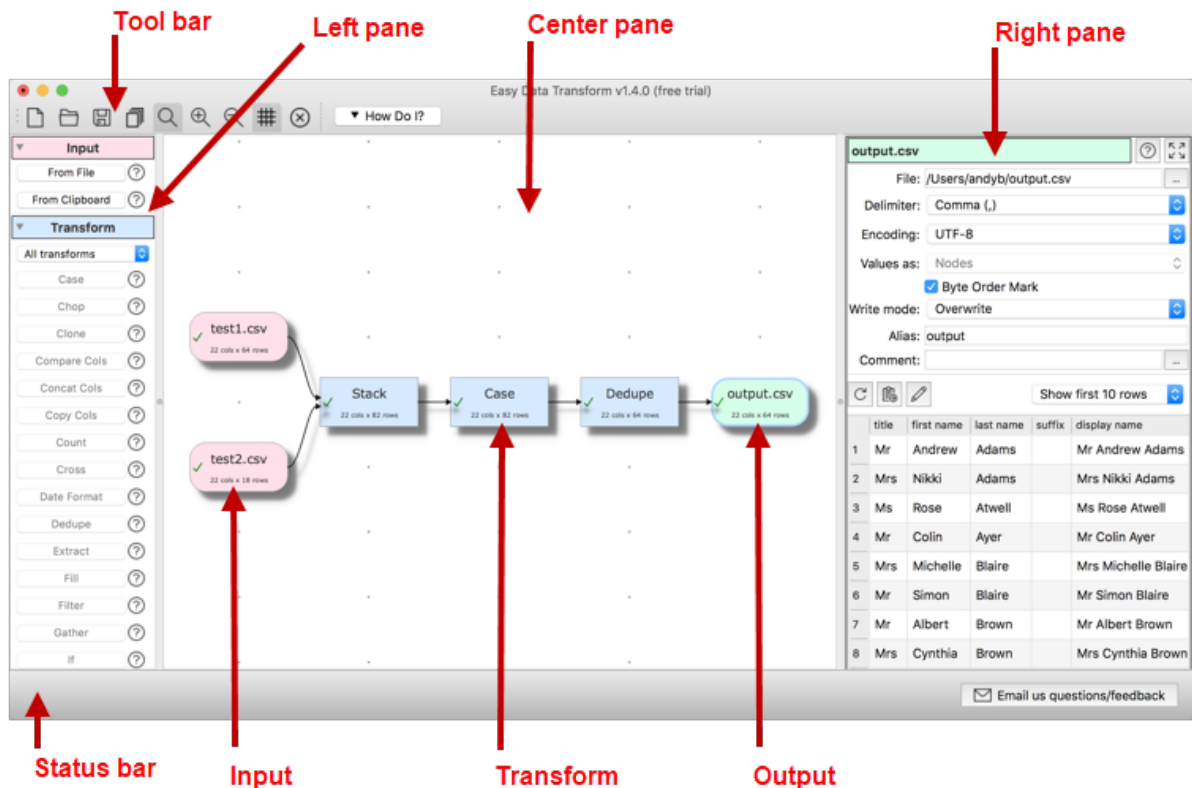 Tool bar
Left pane
Center pane
Right pane
Easy Data Transform v1.4.0 (free trial)
▼ How Do I?
Input
From File
From Clipboard
Transform
All transforms
Case
Chop
Clone
Compare Cols
Concat Cols
Copy Cols
Count
Cross
Date Format
Dedupe
Extract
Fill
Filter
Gather
If
test1.csv
22 cols x 64 rows
test2.csv
22 cols x 18 rows
Stack
22 cols x 82 rows
Case
22 cols x 82 rows
Dedupe
22 cols x 64 rows
output.csv
22 cols x 64 rows
output.csv
File: /Users/andyb/output.csv ...
Delimiter: Comma (,)
Encoding: UTF-8
Values as: Nodes
Byte Order Mark
Write mode: Overwrite
Alias: output
Comment: ...
Show first 10 rows
title first name last name suffix display name
1 Mr Andrew Adams Mr Andrew Adams
2 Mrs Nikki Adams Mrs Nikki Adams
3 Ms Rose Atwell Ms Rose Atwell
4 Mr Colin Ayer Mr Colin Ayer
5 Mrs Michelle Blaire Mrs Michelle Blaire
6 Mr Simon Blaire Mr Simon Blaire
7 Mr Albert Brown Mr Albert Brown
8 Mrs Cynthia Brown Mrs Cynthia Brown
Email us questions/feedback
Status bar
Input
Transform
Output